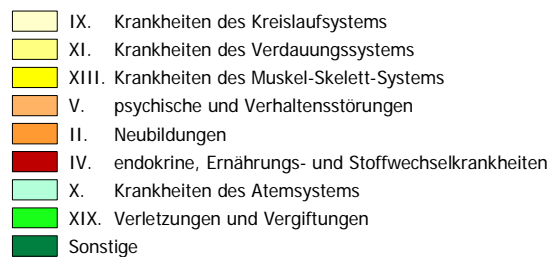 IX. Krankheiten des Kreislaufsystems
XI. Krankheiten des Verdauungssystems
XIII. Krankheiten des Muskel-Skelett-Systems
V. psychische und Verhaltensstörungen
II. Neubildungen
IV. endokrine, Ernährungs- und Stoffwechselkrankheiten
X. Krankheiten des Atemsystems
XIX. Verletzungen und Vergiftungen
Sonstige